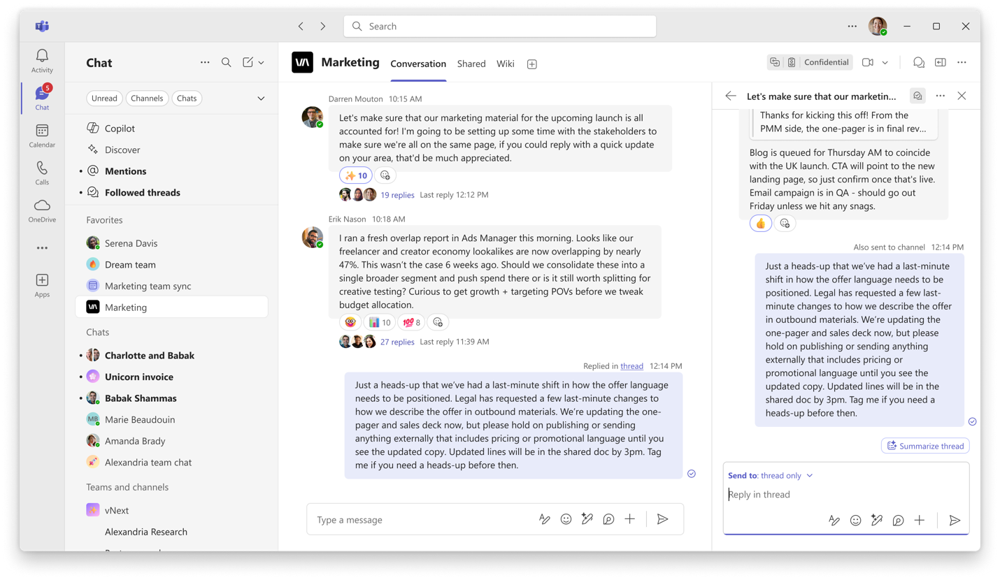 Search
Activity
5
Chat
Calendar
Calls
OneDrive
Apps
Chat
Unread
Channels
Chats
Copilot
Discover
Mentions
Followed threads
Favorites
Serena Davis
Dream team
Marketing team sync
Marketing
Chats
Charlotte and Babak
Unicorn invoice
Babak Shammas
MB
Marie Beaudouin
Amanda Brady
Alexandria team chat
Teams and channels
vNext
Alexandria Research
Marketing
Conversation
Shared
Wiki
Confidential
Darren Mouton 10:15 AM
Let's make sure that our marketing material for the upcoming launch is all
accounted for! I'm going to be setting up some time with the stakeholders to
make sure we're all on the same page, if you could reply with a quick update
on your area, that'd be much appreciated.
10
19 replies Last reply 12:12 PM
Erik Nason 10:18 AM
I ran a fresh overlap report in Ads Manager this morning. Looks like our
freelancer and creator economy lookalikes are now overlapping by nearly
47%. This wasn't the case 6 weeks ago. Should we consolidate these into a
single broader segment and push spend there or is it still worth splitting for
creative testing? Curious to get growth + targeting POVs before we tweak
budget allocation.
10
8
27 replies Last reply 11:39 AM
Replied in thread 12:14 PM
Just a heads-up that we've had a last-minute shift in how the offer language
needs to be positioned. Legal has requested a few last-minute changes to
how we describe the offer in outbound materials. We're updating the one-
pager and sales deck now, but please hold on publishing or sending
anything externally that includes pricing or promotional language until you
see the updated copy. Updated lines will be in the shared doc by 3pm. Tag
me if you need a heads-up before then.
Type a message
Let's make sure that our marketin...
Thanks for kicking this off! From the
PMM side, the one-pager is in final rev...
Blog is queued for Thursday AM to coincide
with the UK launch. CTA will point to the new
landing page, so just confirm once that's live.
Email campaign is in QA - should go out
Friday unless we hit any snags.
Also sent to channel 12:14 PM
Just a heads-up that we've had a last-minute
shift in how the offer language needs to be
positioned. Legal has requested a few last-
minute changes to how we describe the offer
in outbound materials. We're updating the
one-pager and sales deck now, but please
hold on publishing or sending anything
externally that includes pricing or
promotional language until you see the
updated copy. Updated lines will be in the
shared doc by 3pm. Tag me if you need a
heads-up before then.
Summarize thread
Send to: thread only
Reply in thread